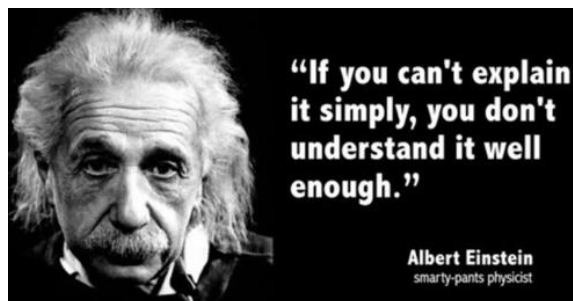 “If you can't explain
it simply, you don't
understand it well
enough.”
Albert Einstein
smarty-pants physicist